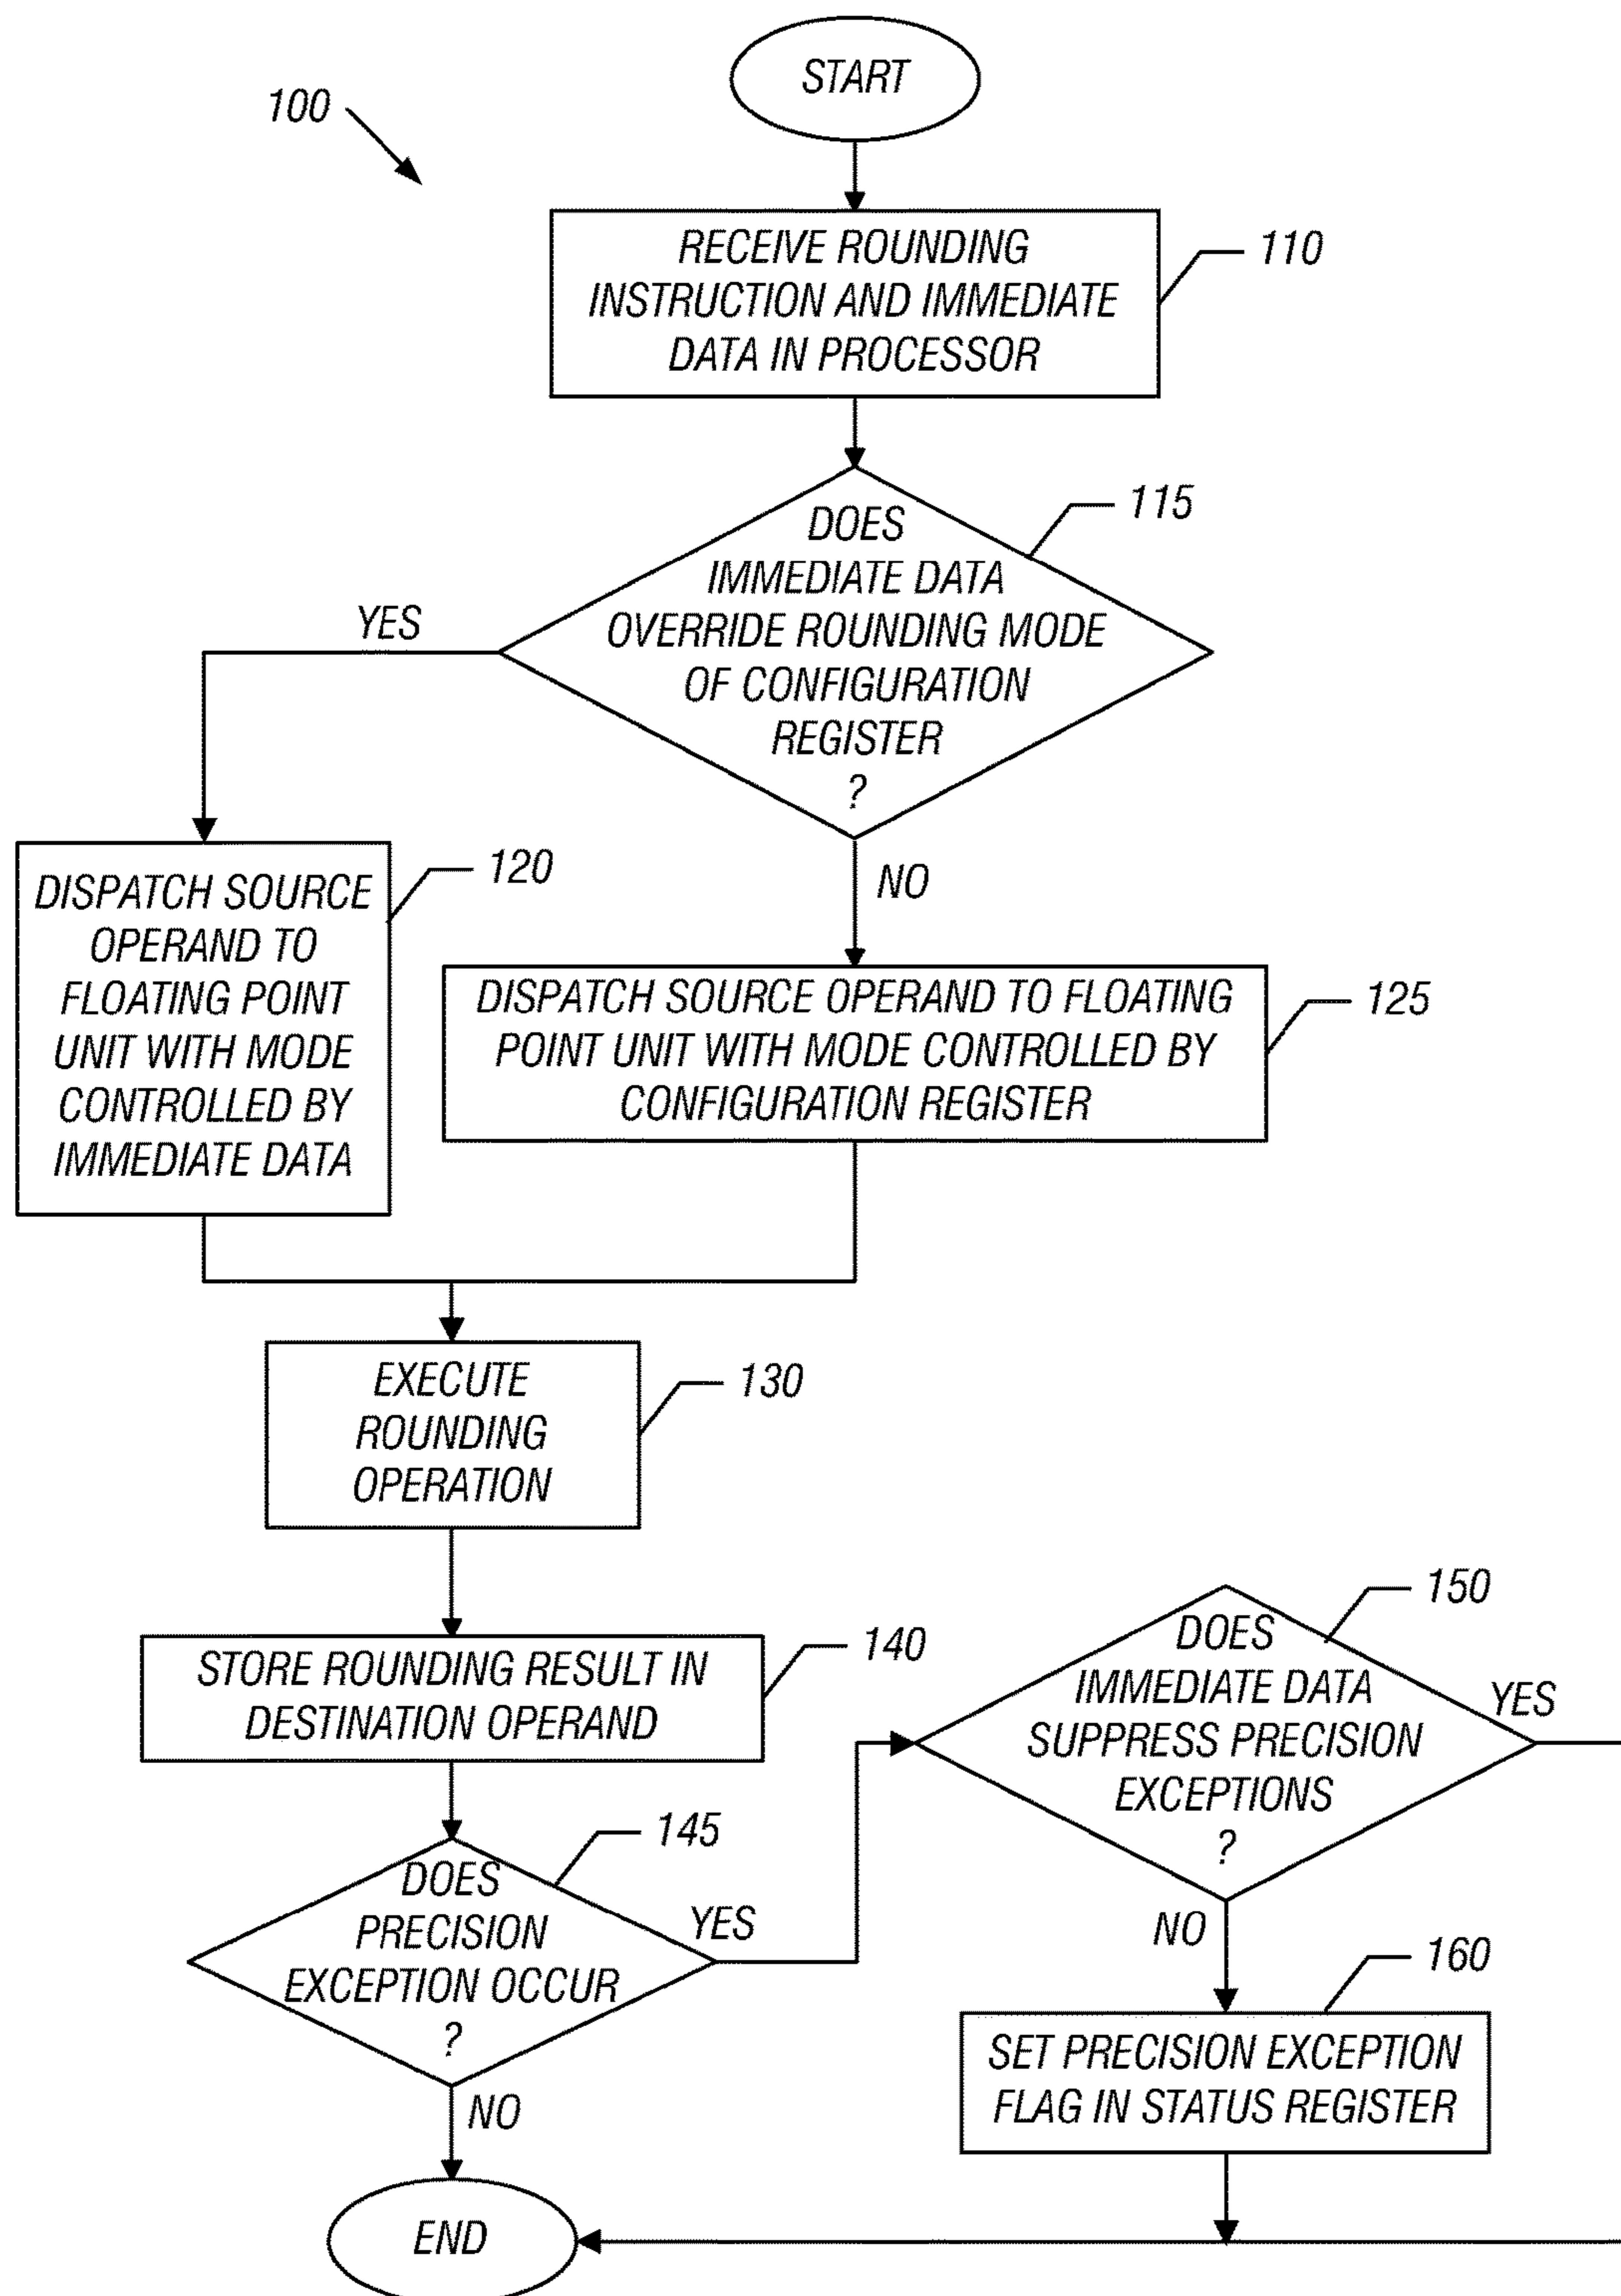 START
100
RECEIVE ROUNDING
INSTRUCTION AND IMMEDIATE
DATA IN PROCESSOR
110
DOES
IMMEDIATE DATA
OVERRIDE ROUNDING MODE
OF CONFIGURATION
REGISTER
?
115
YES
NO
DISPATCH SOURCE
OPERAND TO
FLOATING POINT
UNIT WITH MODE
CONTROLLED BY
IMMEDIATE DATA
120
DISPATCH SOURCE OPERAND TO FLOATING
POINT UNIT WITH MODE CONTROLLED BY
CONFIGURATION REGISTER
125
EXECUTE
ROUNDING
OPERATION
130
STORE ROUNDING RESULT IN
DESTINATION OPERAND
140
DOES
PRECISION
EXCEPTION OCCUR
?
145
YES
NO
DOES
IMMEDIATE DATA
SUPPRESS PRECISION
EXCEPTIONS
?
150
YES
NO
SET PRECISION EXCEPTION
FLAG IN STATUS REGISTER
160
END